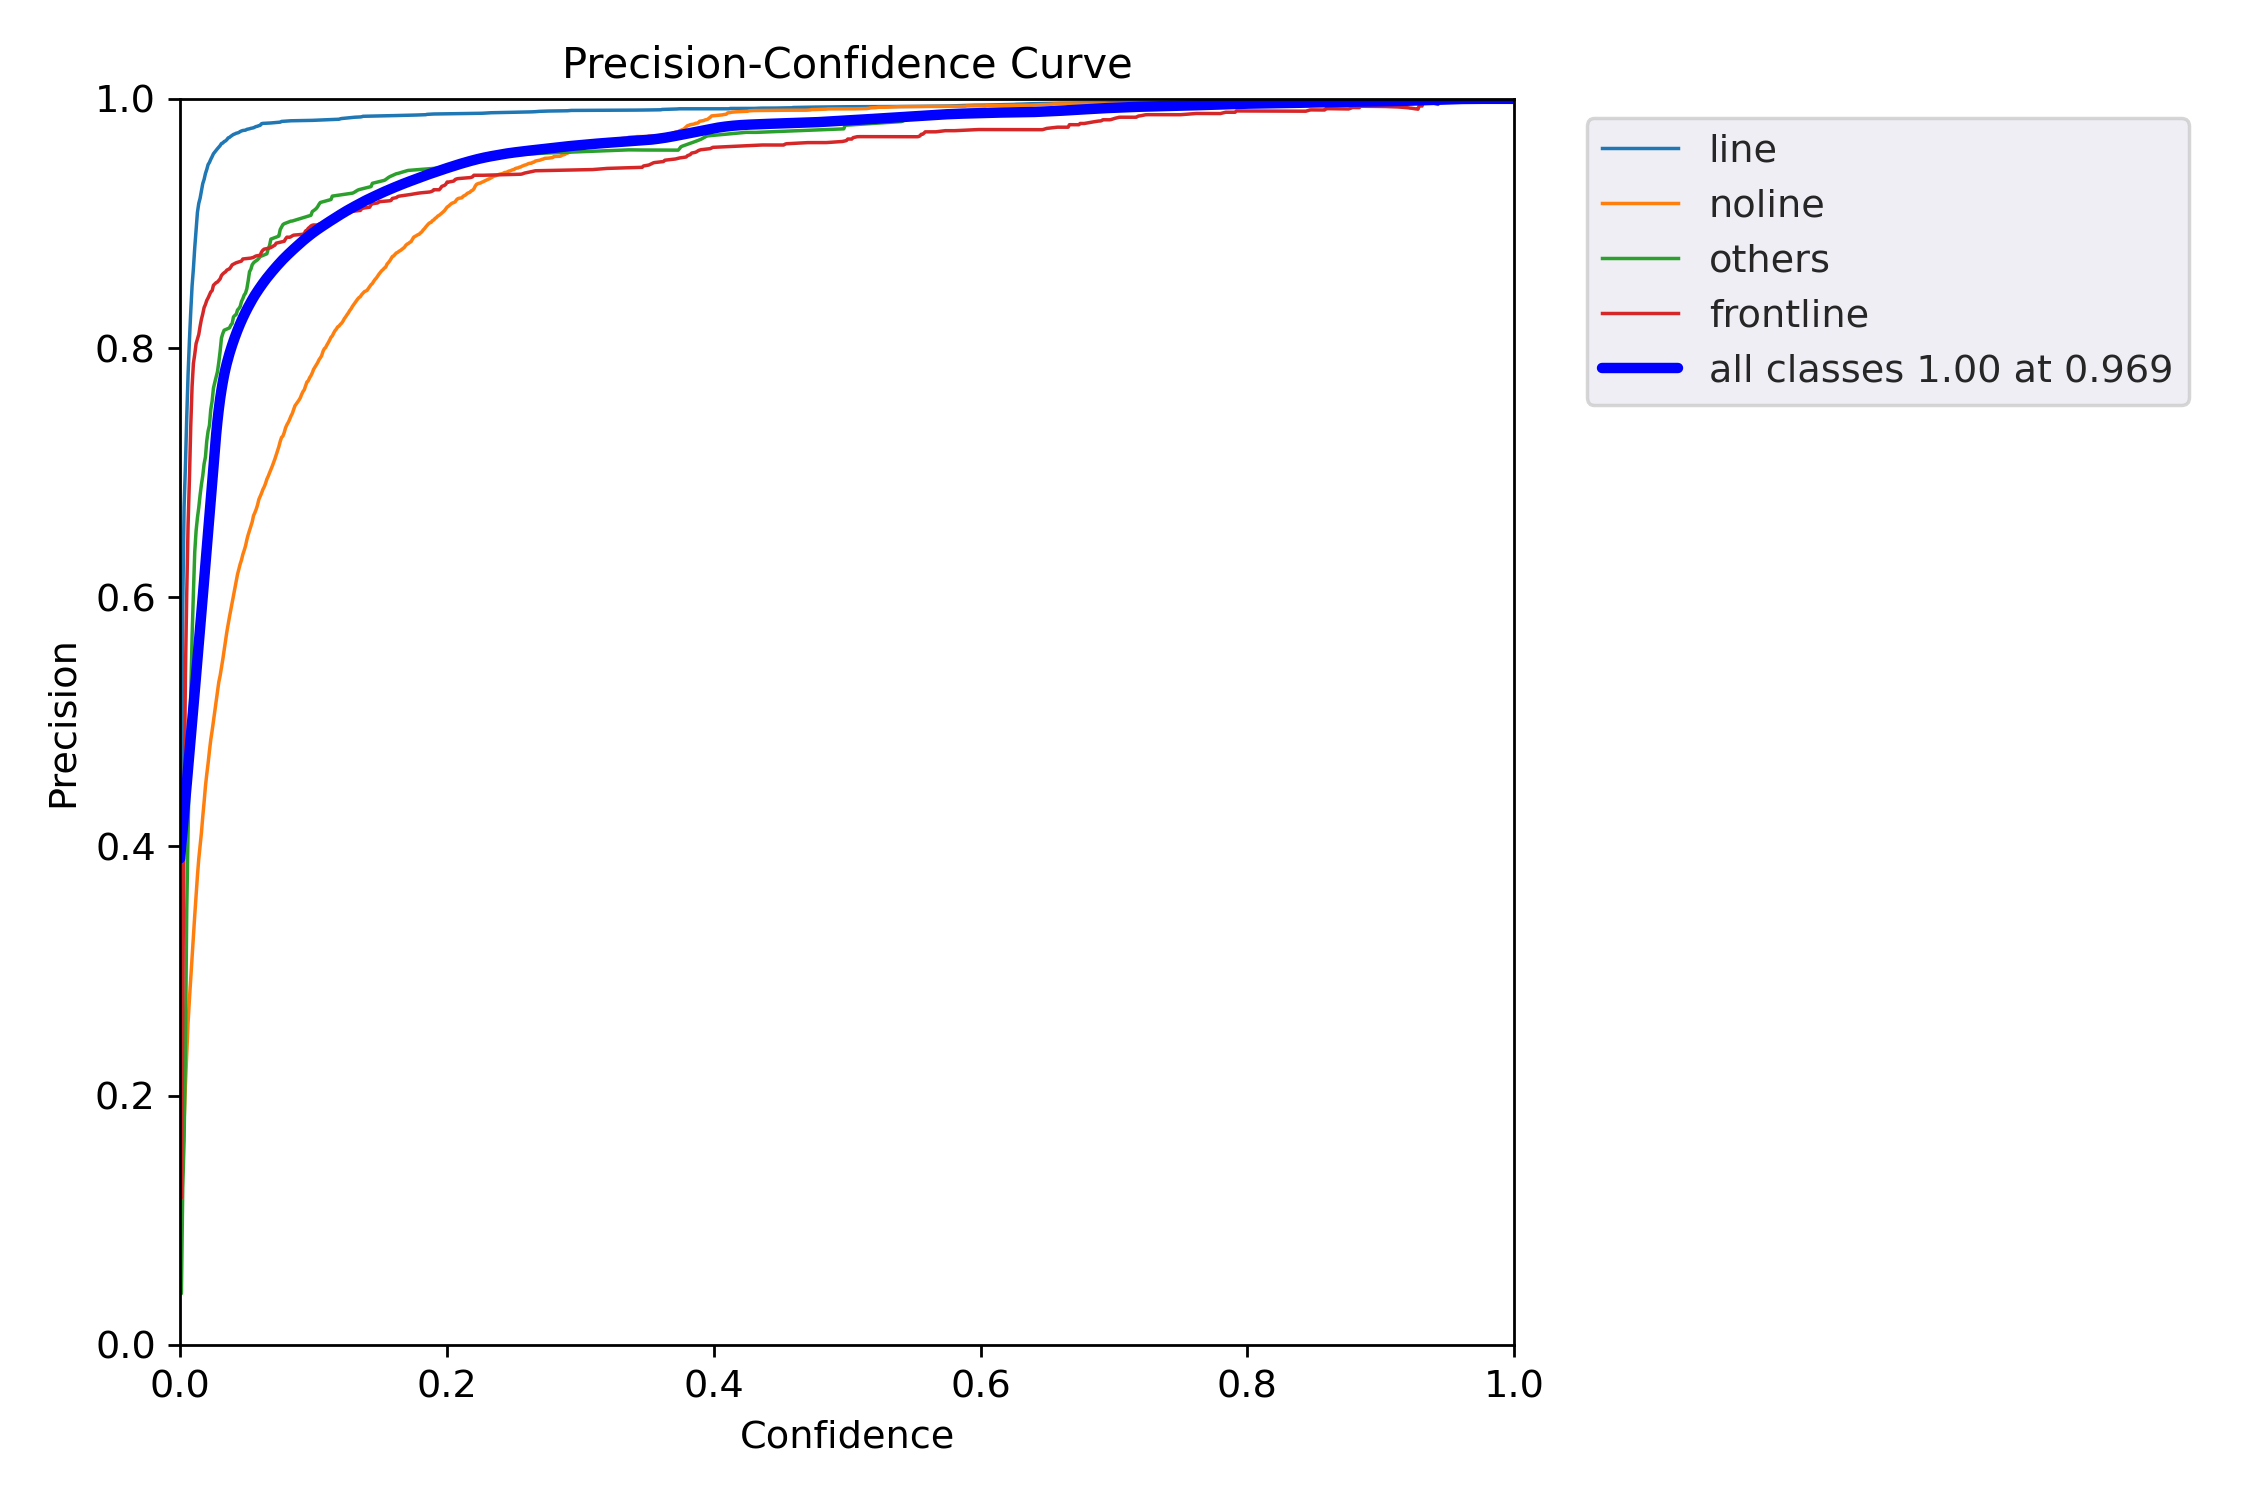 Precision-Confidence Curve
1.0
0.8
0.6
0.4
0.2
0.0
Precision
0.0 0.2 0.4 0.6 0.8 1.0
Confidence
line
noline
others
frontline
all classes 1.00 at 0.969